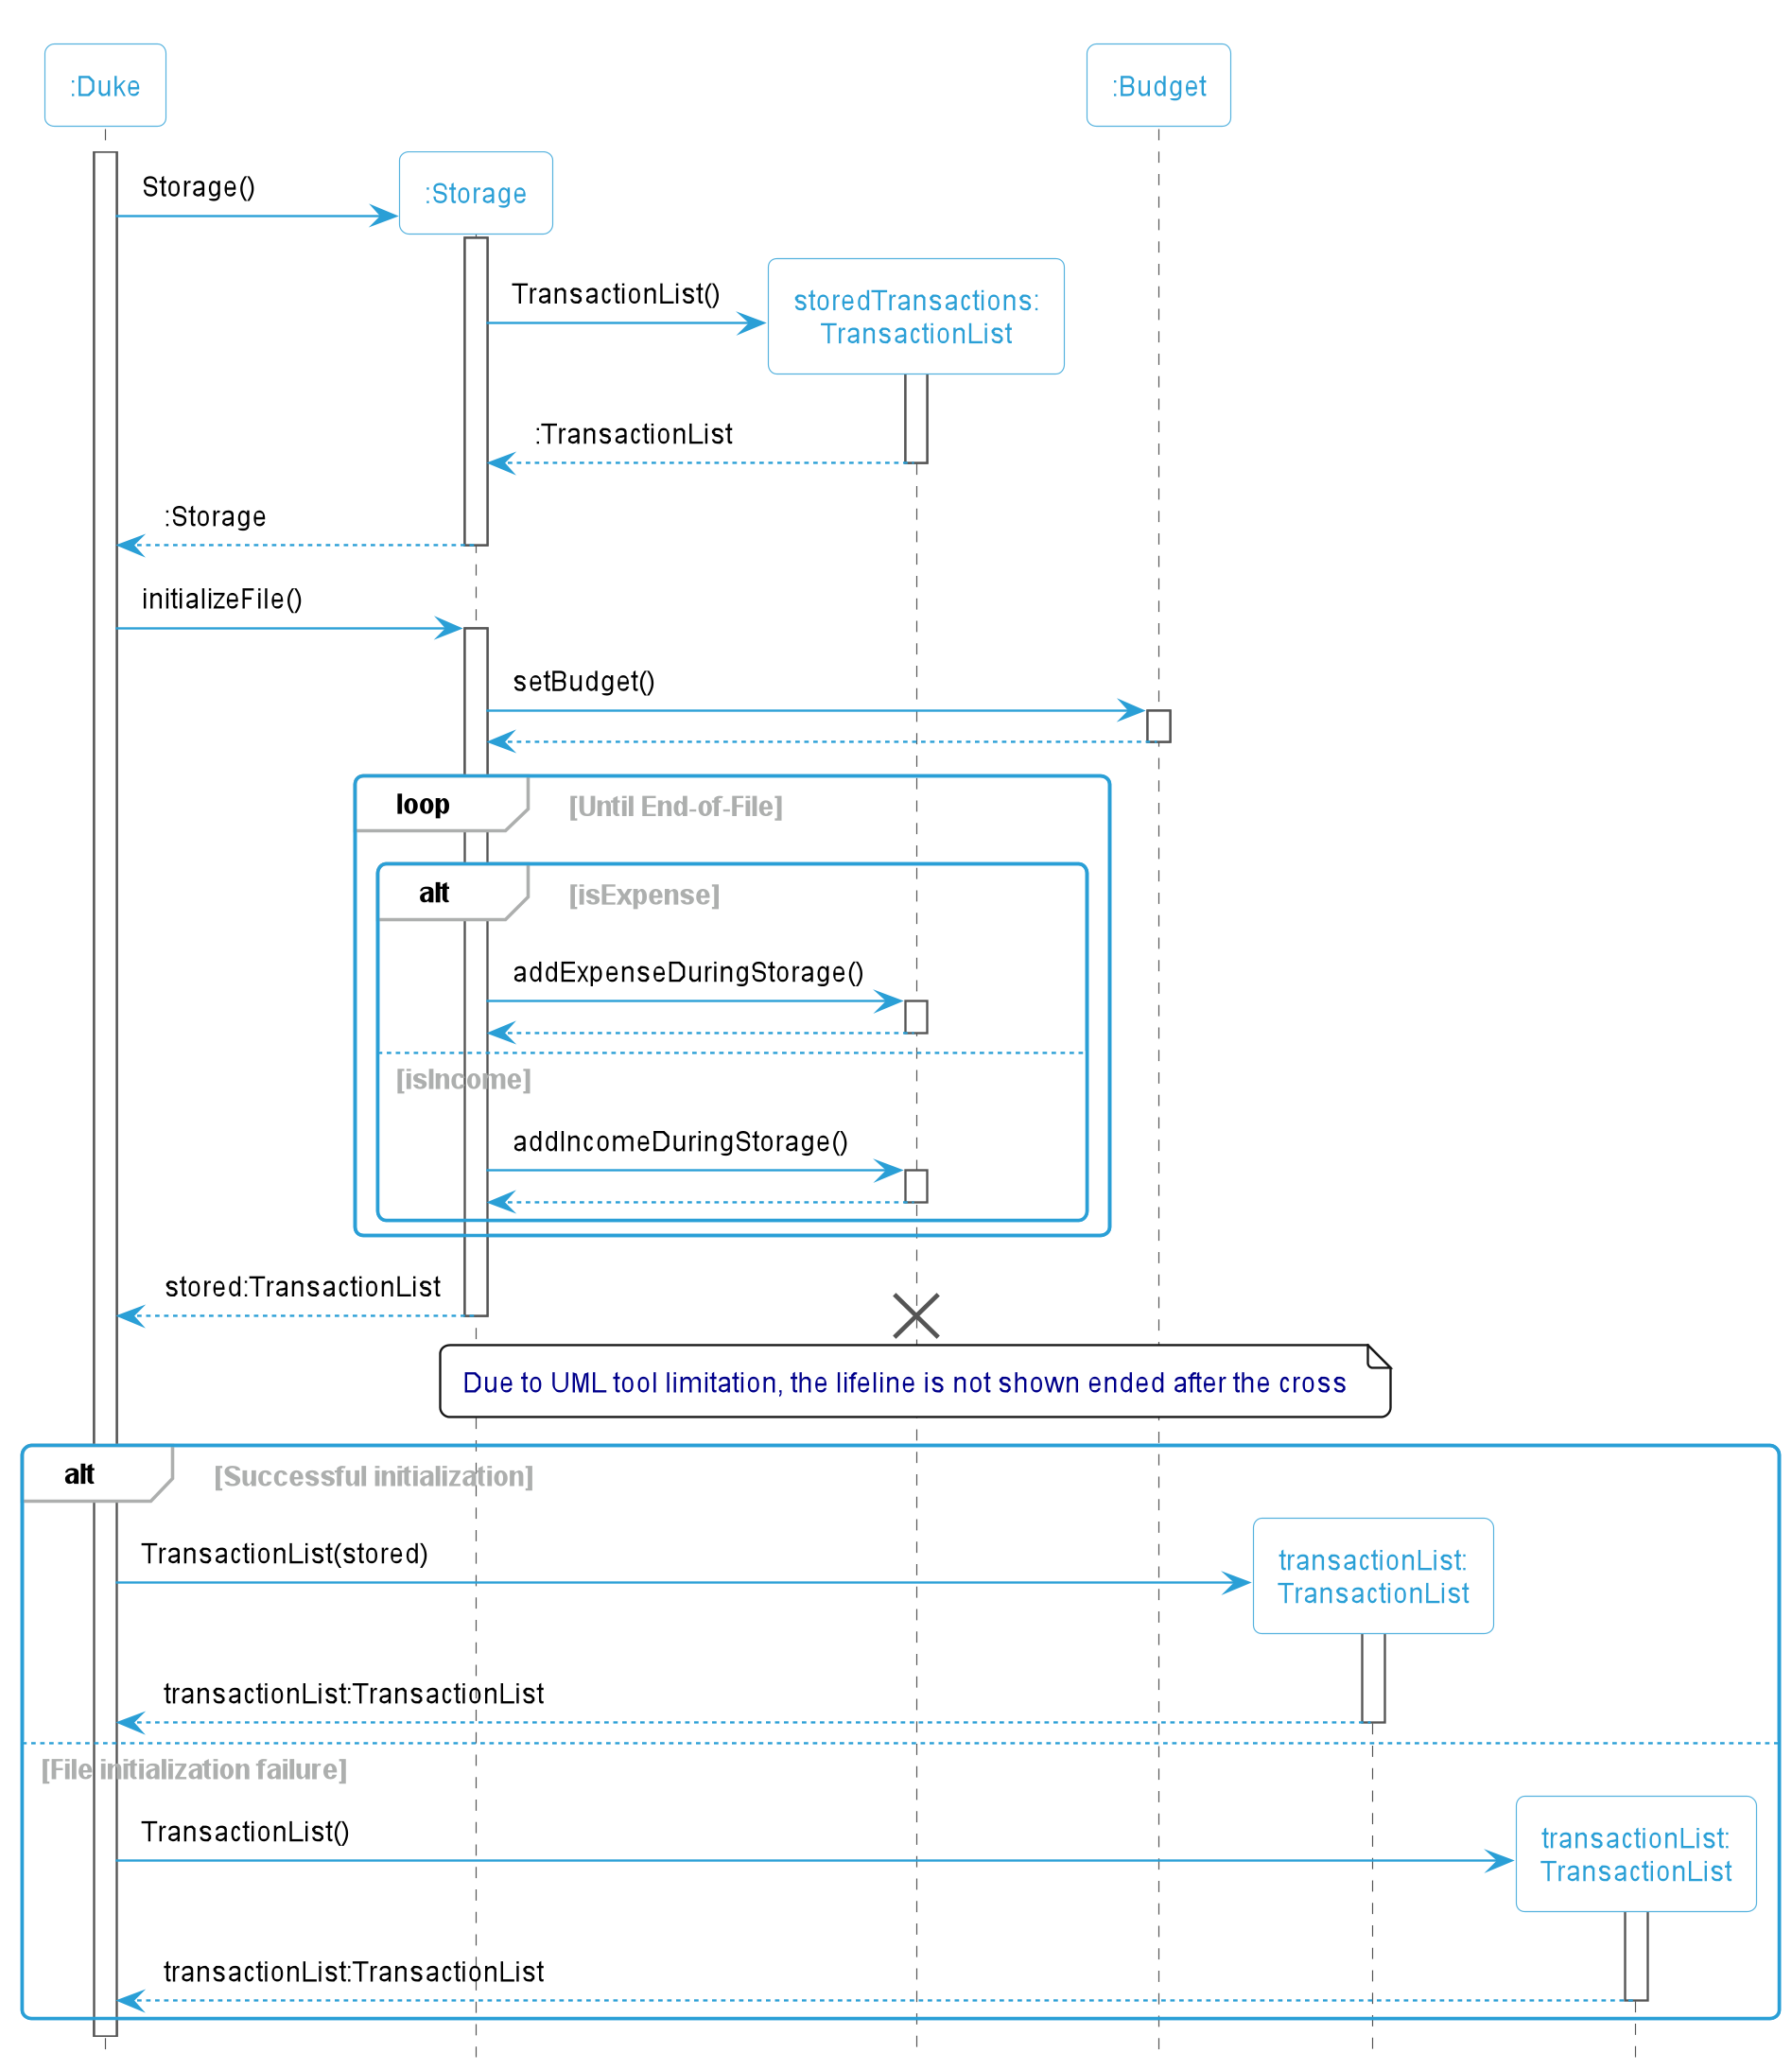 :Duke
:Budget
Storage()
:Storage
TransactionList()
storedTransactions:
TransactionList
:TransactionList
:Storage
initializeFile()
setBudget()
loop
[Until End-of-File]
alt
[isExpense]
addExpenseDuringStorage()
[isIncome]
addIncomeDuringStorage()
stored:TransactionList
Due to UML tool limitation, the lifeline is not shown ended after the cross
alt
[Successful initialization]
TransactionList(stored)
transactionList:
TransactionList
transactionList:TransactionList
[File initialization failure]
TransactionList()
transactionList:
TransactionList
transactionList:TransactionList